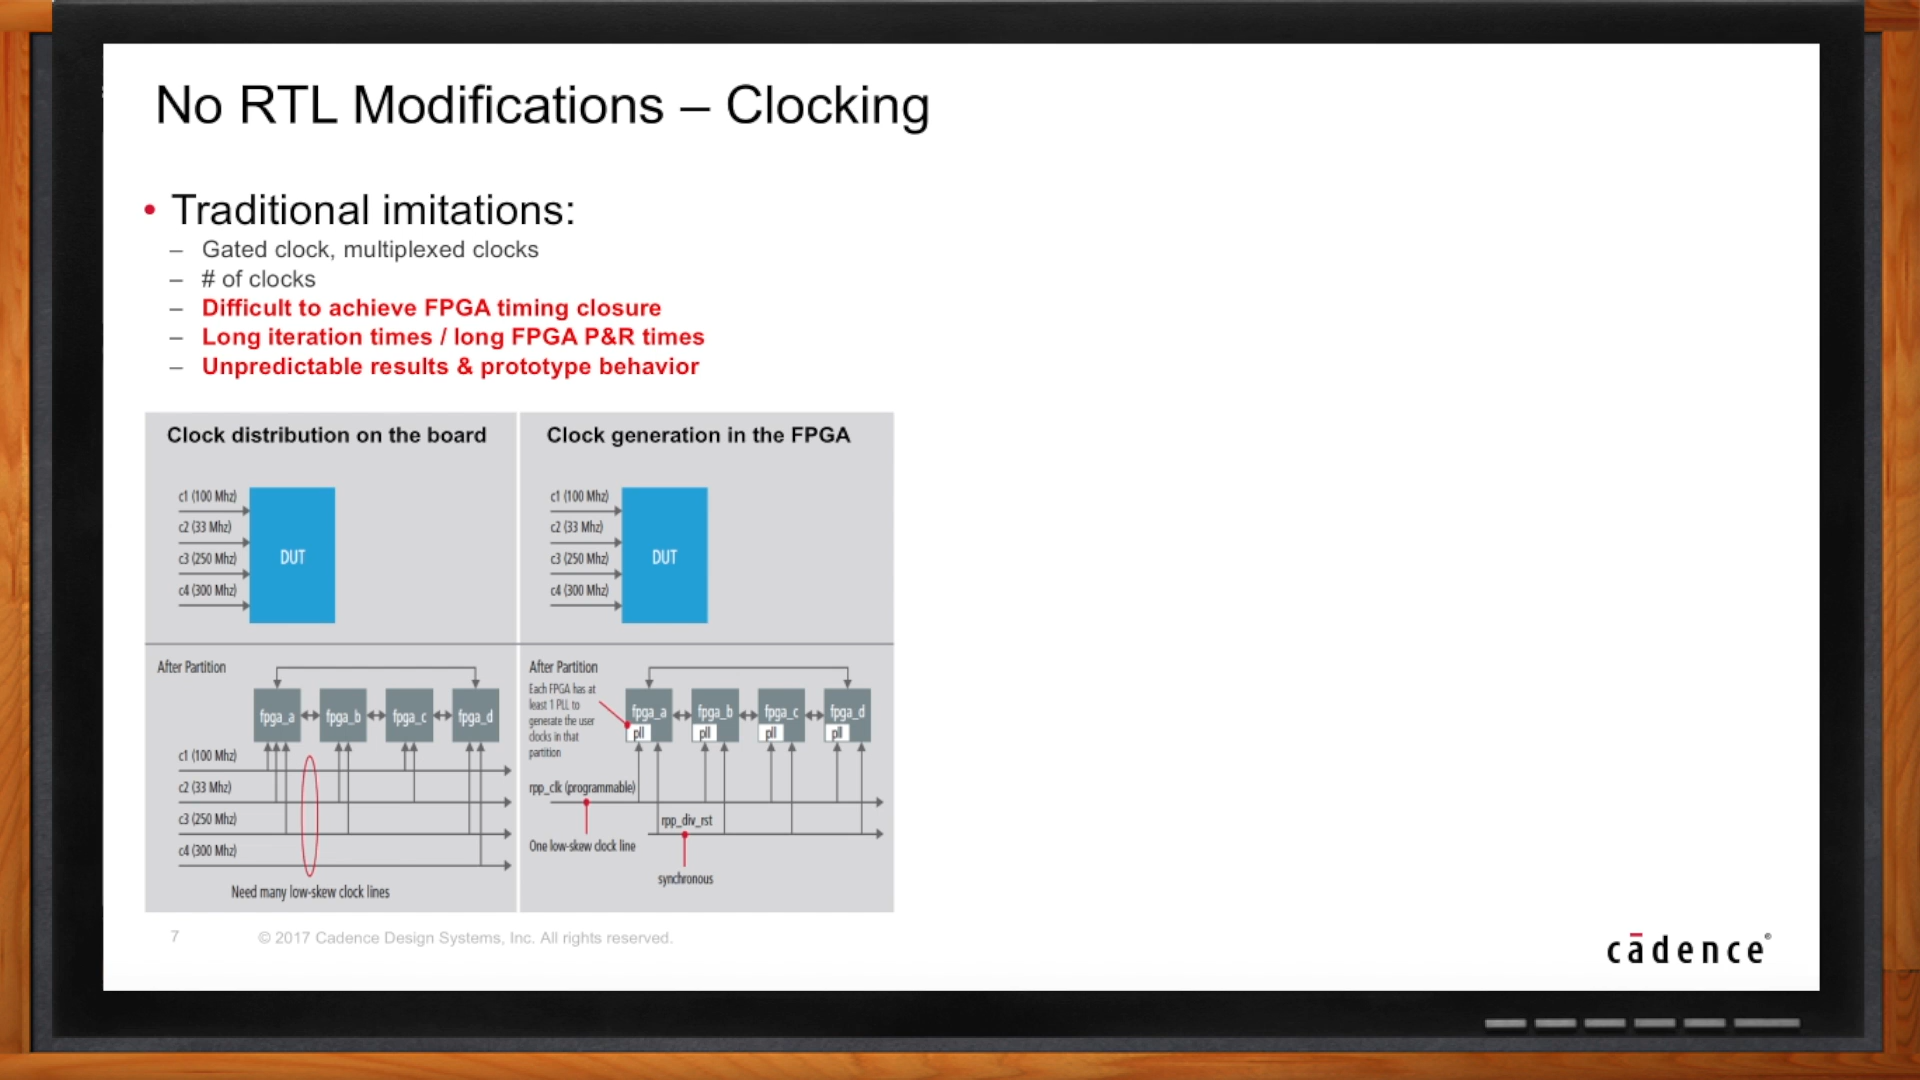 No RTL Modifications – Clocking
• Traditional imitations:
– Gated clock, multiplexed clocks
– # of clocks
– Difficult to achieve FPGA timing closure
– Long iteration times / long FPGA P&R times
– Unpredictable results & prototype behavior
Clock distribution on the board
c1 (100 Mhz)
c2 (33 Mhz)
c3 (250 Mhz)
c4 (300 Mhz)
DUT
After Partition
fpga_a
fpga_b
fpga_c
fpga_d
c1 (100 Mhz)
c2 (33 Mhz)
c3 (250 Mhz)
c4 (300 Mhz)
Need many low-skew clock lines
Clock generation in the FPGA
c1 (100 Mhz)
c2 (33 Mhz)
c3 (250 Mhz)
c4 (300 Mhz)
DUT
After Partition
Each FPGA has at
least 1 PLL to
generate the user
clocks in that
partition
fpga_a
pll
fpga_b
pll
fpga_c
pll
fpga_d
pll
rpp_clk (programmable)
rpp_div_rst
One low-skew clock line
synchronous
7
© 2017 Cadence Design Systems, Inc. All rights reserved.
cādence®